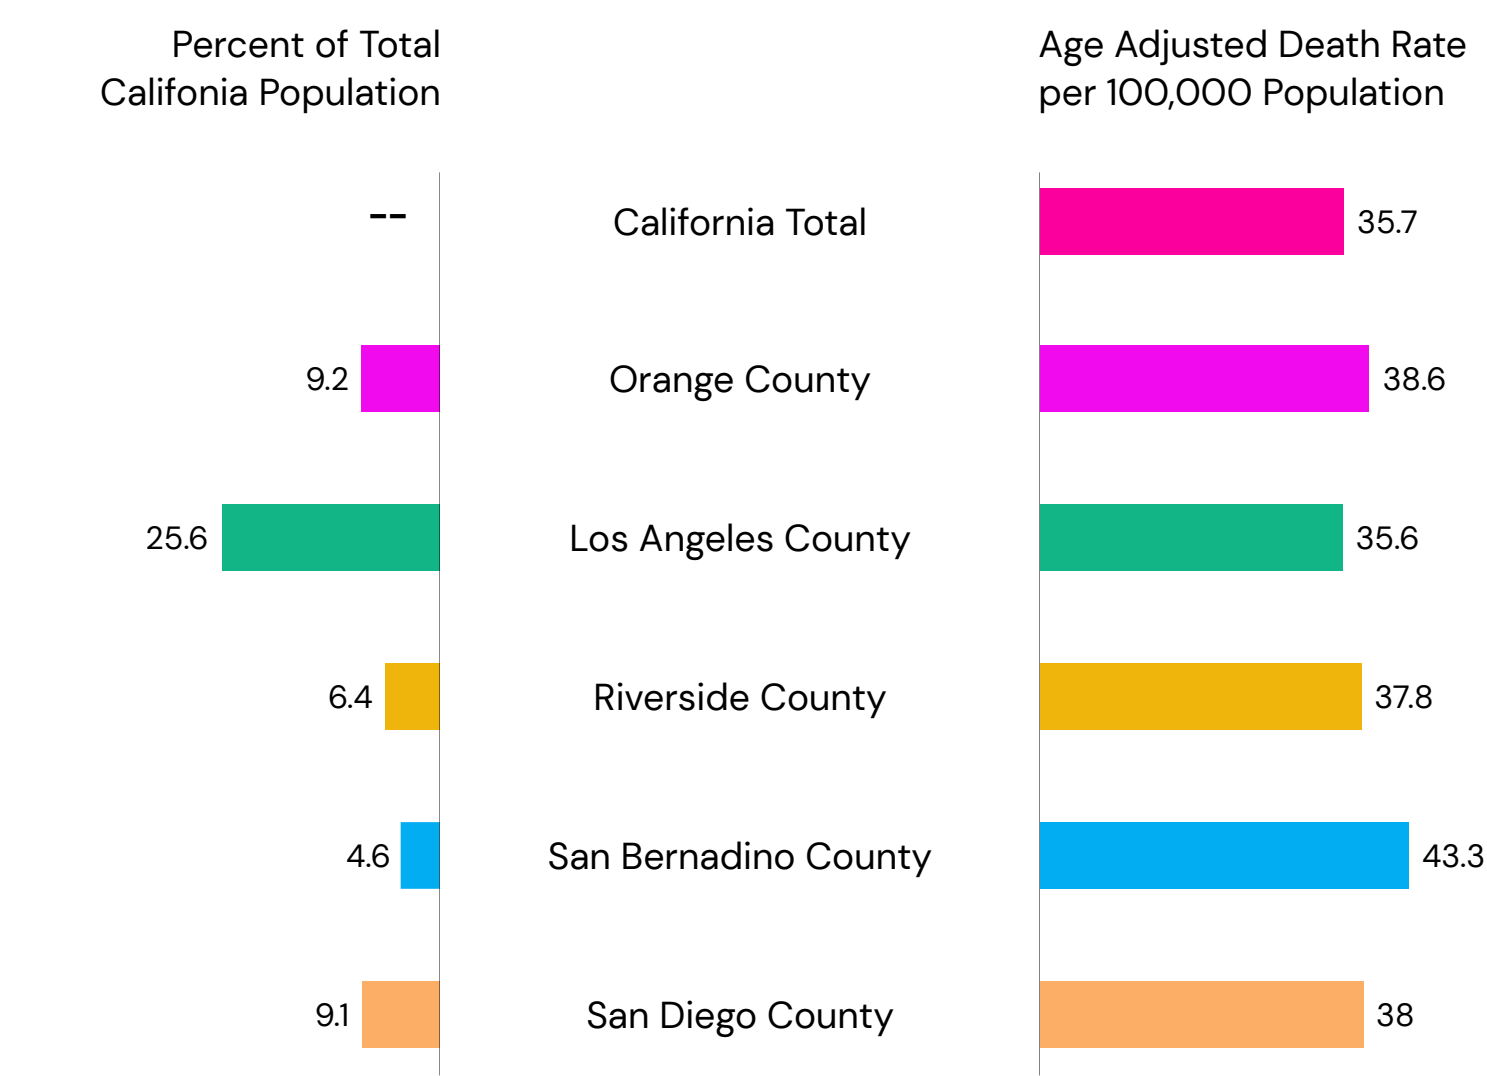 Percent of Total
Califonia Population
Age Adjusted Death Rate
per 100,000 Population
-- California Total 35.7
9.2 Orange County 38.6
25.6 Los Angeles County 35.6
6.4 Riverside County 37.8
4.6 San Bernadino County 43.3
9.1 San Diego County 38